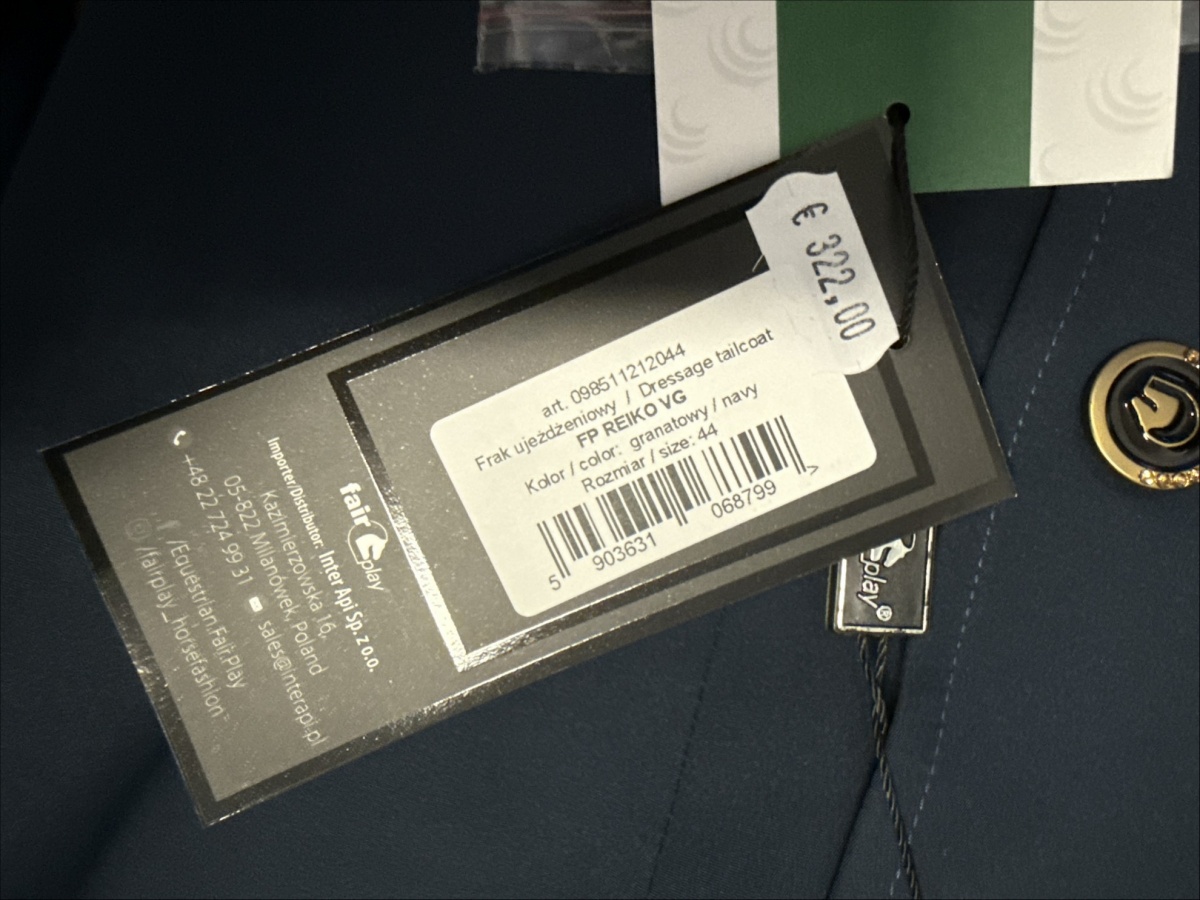 € 322,00
art. 098511212044
Frak ujeżdżeniowy / Dressage tailcoat
FP REIKO VG
Kolor / color: granatowy / navy
Rozmiar / size: 44
5 903631 068799 >
fair play
Importer/Distributor: Inter Api Sp. z o.o.
Kazimierzowska 16,
05-822 Milanówek, Poland
+48 22 724 99 31 sales@interapi.pl
/Equestrian.Fair.Play
/fairplay_horsefashion
play®